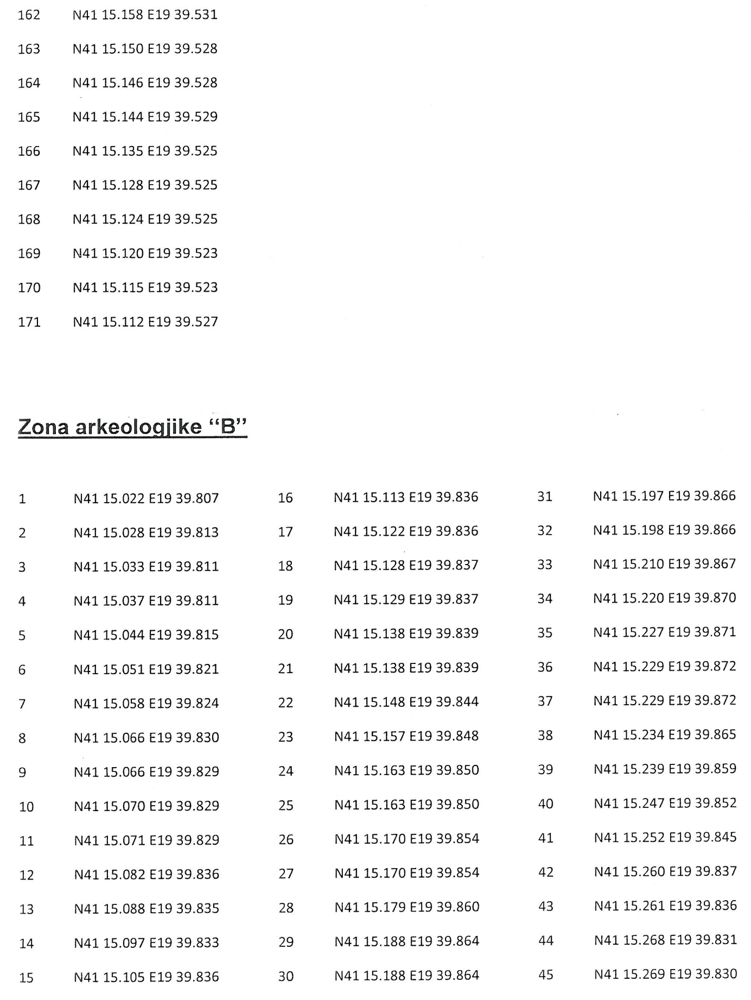 162 N41 15.158 E19 39.531
163 N41 15.150 E19 39.528
164 N41 15.146 E19 39.528
165 N41 15.144 E19 39.529
166 N41 15.135 E19 39.525
167 N41 15.128 E19 39.525
168 N41 15.124 E19 39.525
169 N41 15.120 E19 39.523
170 N41 15.115 E19 39.523
171 N41 15.112 E19 39.527
Zona arkeologjike “B”
1 N41 15.022 E19 39.807 16 N41 15.113 E19 39.836 31 N41 15.197 E19 39.866
2 N41 15.028 E19 39.813 17 N41 15.122 E19 39.836 32 N41 15.198 E19 39.866
3 N41 15.033 E19 39.811 18 N41 15.128 E19 39.837 33 N41 15.210 E19 39.867
4 N41 15.037 E19 39.811 19 N41 15.129 E19 39.837 34 N41 15.220 E19 39.870
5 N41 15.044 E19 39.815 20 N41 15.138 E19 39.839 35 N41 15.227 E19 39.871
6 N41 15.051 E19 39.821 21 N41 15.138 E19 39.839 36 N41 15.229 E19 39.872
7 N41 15.058 E19 39.824 22 N41 15.148 E19 39.844 37 N41 15.229 E19 39.872
8 N41 15.066 E19 39.830 23 N41 15.157 E19 39.848 38 N41 15.234 E19 39.865
9 N41 15.066 E19 39.829 24 N41 15.163 E19 39.850 39 N41 15.239 E19 39.859
10 N41 15.070 E19 39.829 25 N41 15.163 E19 39.850 40 N41 15.247 E19 39.852
11 N41 15.071 E19 39.829 26 N41 15.170 E19 39.854 41 N41 15.252 E19 39.845
12 N41 15.082 E19 39.836 27 N41 15.170 E19 39.854 42 N41 15.260 E19 39.837
13 N41 15.088 E19 39.835 28 N41 15.179 E19 39.860 43 N41 15.261 E19 39.836
14 N41 15.097 E19 39.833 29 N41 15.188 E19 39.864 44 N41 15.268 E19 39.831
15 N41 15.105 E19 39.836 30 N41 15.188 E19 39.864 45 N41 15.269 E19 39.830